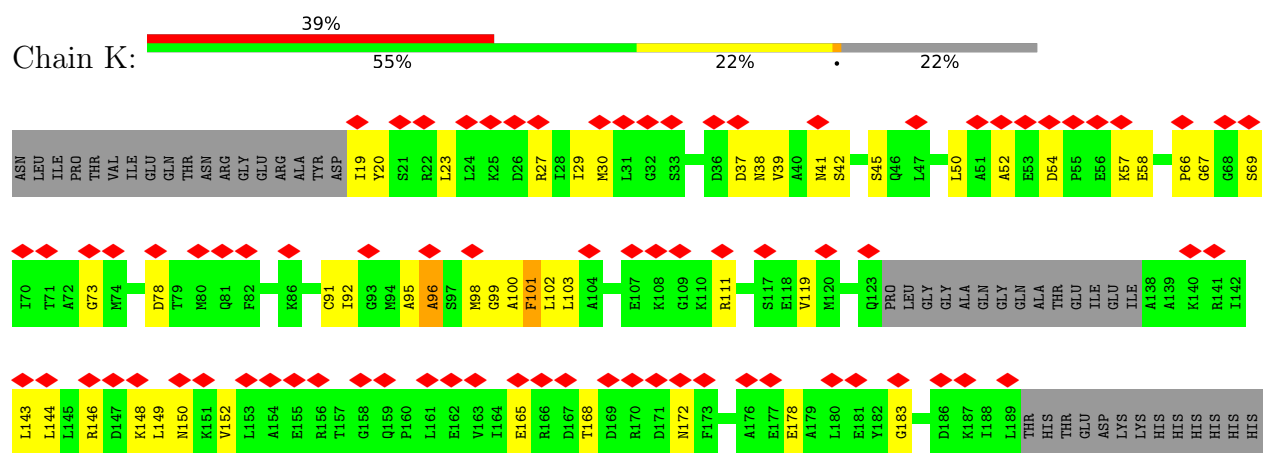 39%
Chain K:
55% 22% • 22%
ASN LEU ILE PRO THR VAL ILE GLU GLN THR ASN ARG GLY GLU ARG ALA TYR ASP I19 Y20 S21 R22 L23 L24 K25 D26 R27 I28 I29 M30 L31 G32 S33 D36 D37 N38 V39 A40 N41 S42 S45 Q46 L47 L50 A51 A52 E53 D54 P55 E56 K57 E58 P66 G67 G68 S69
I70 T71 A72 G73 M74 D78 T79 M80 Q81 F82 K86 C91 I92 G93 M94 A95 A96 S97 M98 G99 A100 F101 L102 L103 A104 E107 K108 G109 K110 R111 S117 E118 V119 M120 Q123 PRO LEU GLY GLY ALA GLN GLY GLN ALA THR GLU ILE GLU ILE A138 A139 K140 R141 I142
L143 L144 L145 R146 D147 K148 L149 N150 K151 V152 L153 A154 E155 R156 T157 G158 Q159 P160 L161 E162 V163 I164 E165 R166 D167 T168 D169 R170 D171 N172 F173 A176 E177 E178 A179 L180 E181 Y182 G183 D186 K187 I188 L189 THR HIS THR THR GLU ASP LYS LYS HIS HIS HIS HIS HIS HIS